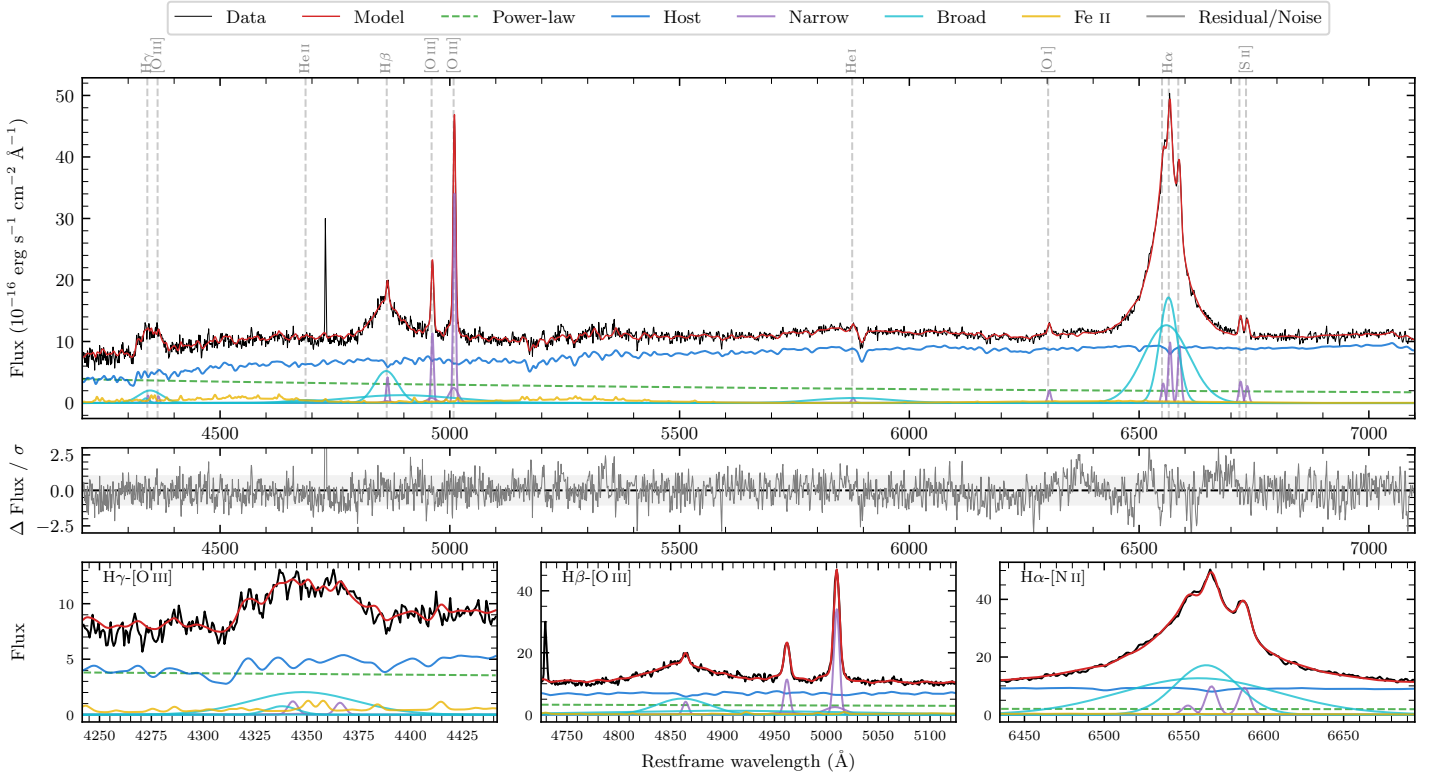 Data Model Power-law Host Narrow Broad Fe II Residual/Noise
Hγ [O III] He II Hβ [O III] [O III] He I [O I] Hα [S II]
Flux (10⁻¹⁶ erg s⁻¹ cm⁻² Å⁻¹)
50
40
30
20
10
0
4500 5000 5500 6000 6500 7000
Δ Flux / σ
2.5
0.0
−2.5
4500 5000 5500 6000 6500 7000
Flux
Hγ-[O III]
10
5
0
4250 4275 4300 4325 4350 4375 4400 4425
Hβ-[O III]
40
20
0
4750 4800 4850 4900 4950 5000 5050 5100
Hα-[N II]
40
20
0
6450 6500 6550 6600 6650
Restframe wavelength (Å)